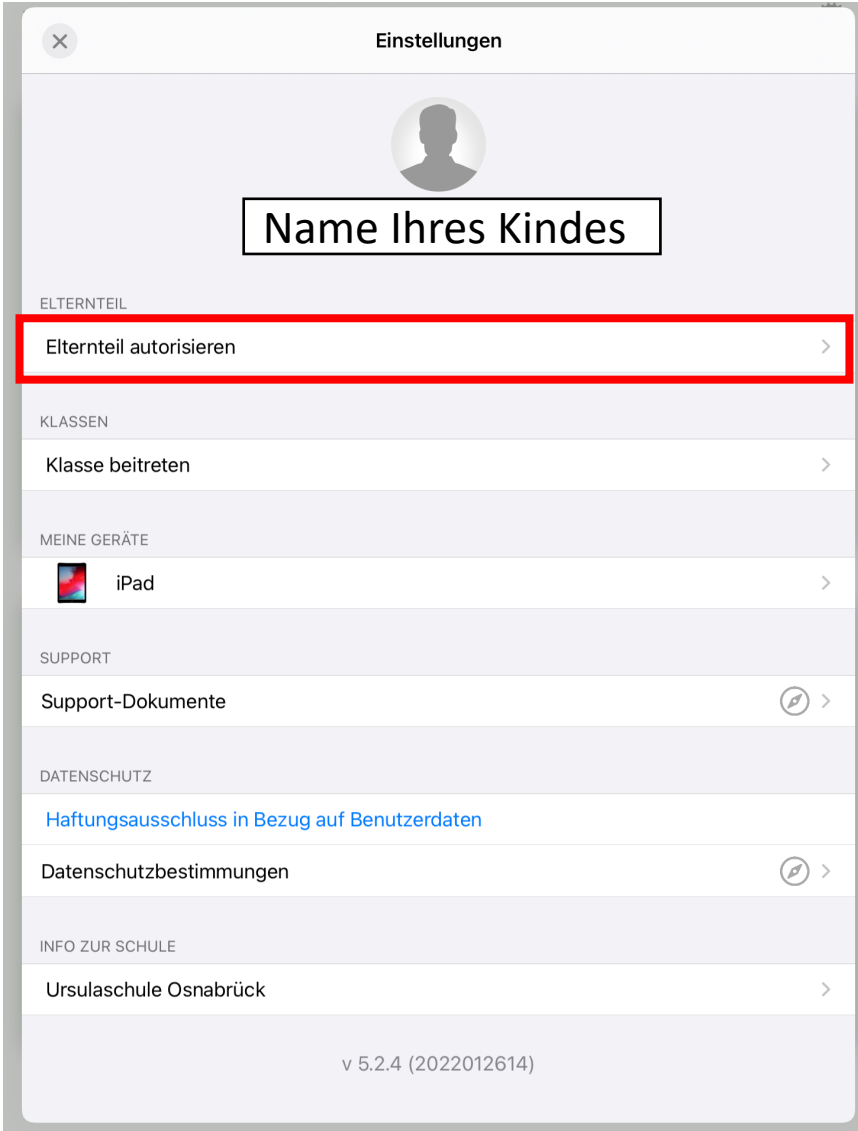 Einstellungen
Name Ihres Kindes
ELTERNTEIL
Elternteil autorisieren
KLASSEN
Klasse beitreten
MEINE GERÄTE
iPad
SUPPORT
Support-Dokumente
DATENSCHUTZ
Haftungsausschluss in Bezug auf Benutzerdaten
Datenschutzbestimmungen
INFO ZUR SCHULE
Ursulaschule Osnabrück
v 5.2.4 (2022012614)